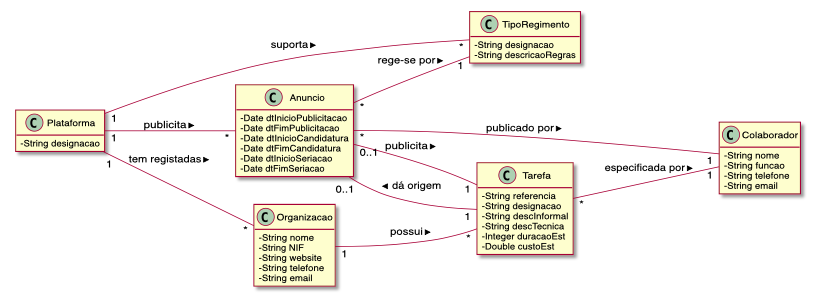 C TipoRegimento
-String designacao
-String descricaoRegras
suporta
1
*
rege-se por
1
*
C Anuncio
-Date dtInicioPublicitacao
-Date dtFimPublicitacao
-Date dtInicioCandidatura
-Date dtFimCandidatura
-Date dtInicioSeriacao
-Date dtFimSeriacao
C Plataforma
-String designacao
publicita
1
*
publicado por
*
1
C Colaborador
-String nome
-String funcao
-String telefone
-String email
tem registadas
1
*
publicita
0..1
1
dá origem
0..1
1
especificada por
*
1
C Tarefa
-String referencia
-String designacao
-String descInformal
-String descTecnica
-Integer duracaoEst
-Double custoEst
C Organizacao
-String nome
-String NIF
-String website
-String telefone
-String email
possui
1
*